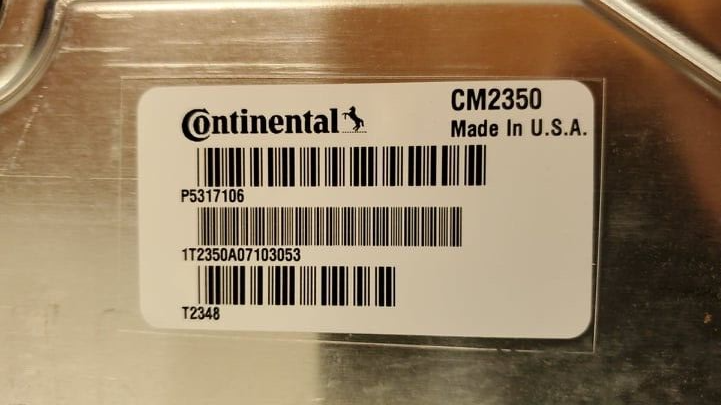 Continental
CM2350
Made In U.S.A.
P5317106
1T2350A07103053
T2348